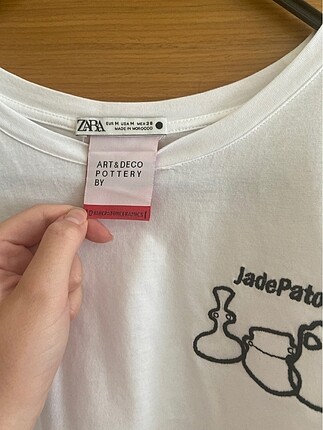 ZARA
EUR M USA M MEX 28
MADE IN MOROCCO
ART&DECO
POTTERY
BY
JadePato